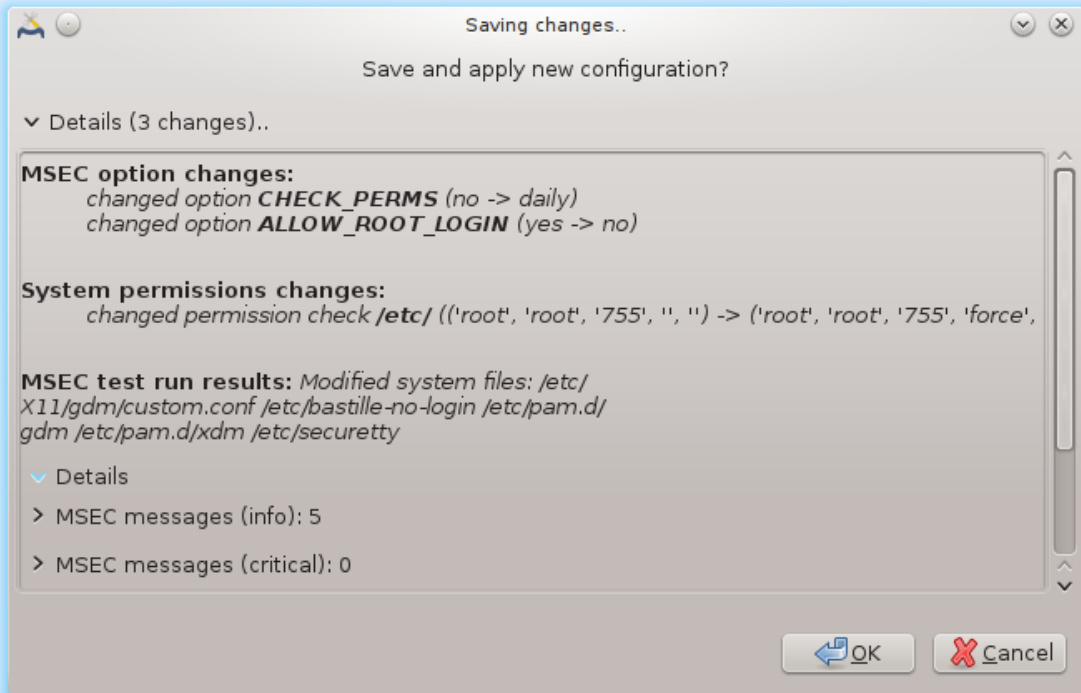 Saving changes..
Save and apply new configuration?
Details (3 changes)..
MSEC option changes:
changed option CHECK_PERMS (no -> daily)
changed option ALLOW_ROOT_LOGIN (yes -> no)
System permissions changes:
changed permission check /etc/ (('root', 'root', '755', '', '') -> ('root', 'root', '755', 'force',
MSEC test run results: Modified system files: /etc/
X11/gdm/custom.conf /etc/bastille-no-login /etc/pam.d/
gdm /etc/pam.d/xdm /etc/securetty
Details
MSEC messages (info): 5
MSEC messages (critical): 0
OK
Cancel